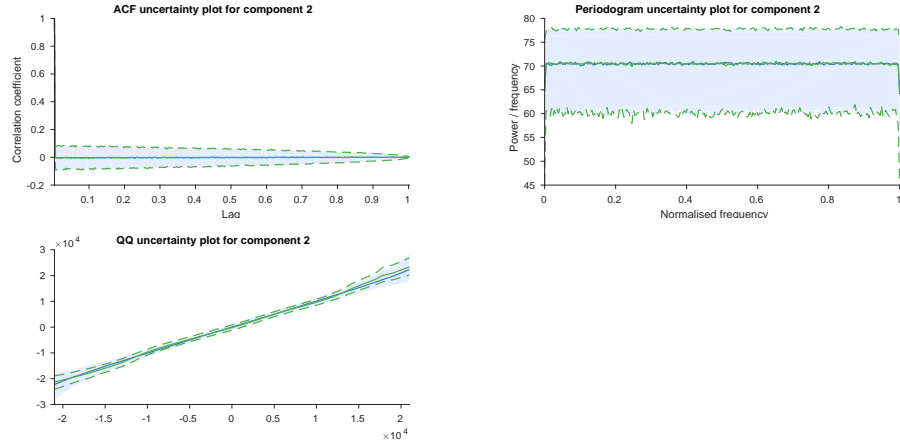 ACF uncertainty plot for component 2
Correlation coefficient
1
0.8
0.6
0.4
0.2
0
-0.2
0.1 0.2 0.3 0.4 0.5 0.6 0.7 0.8 0.9 1
Lag
Periodogram uncertainty plot for component 2
Power / frequency
80
75
70
65
60
55
50
45
0 0.2 0.4 0.6 0.8 1
Normalised frequency
QQ uncertainty plot for component 2
×10^4
3
2
1
0
-1
-2
-3
-2 -1.5 -1 -0.5 0 0.5 1 1.5 2
×10^4